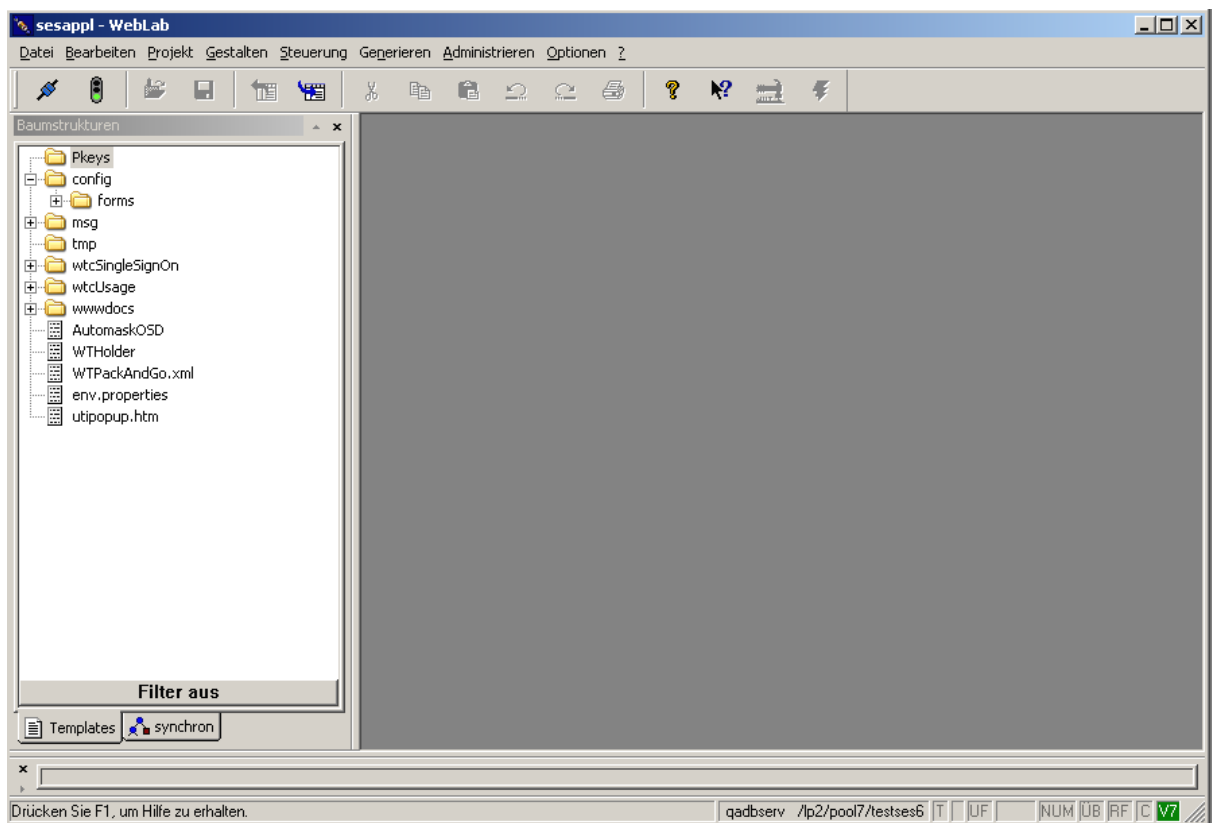 sesappl - WebLab
Datei Bearbeiten Projekt Gestalten Steuerung Generieren Administrieren Optionen ?
Baumstrukturen
Pkeys
config
forms
msg
tmp
wtcSingleSignOn
wtcUsage
wwwdocs
AutomaskOSD
WTHolder
WTPackAndGo.xml
env.properties
utipopup.htm
Filter aus
Templates synchron
Drücken Sie F1, um Hilfe zu erhalten. qadbserv /lp2/pool7/testses6 T UF NUM ÜB RF C V7